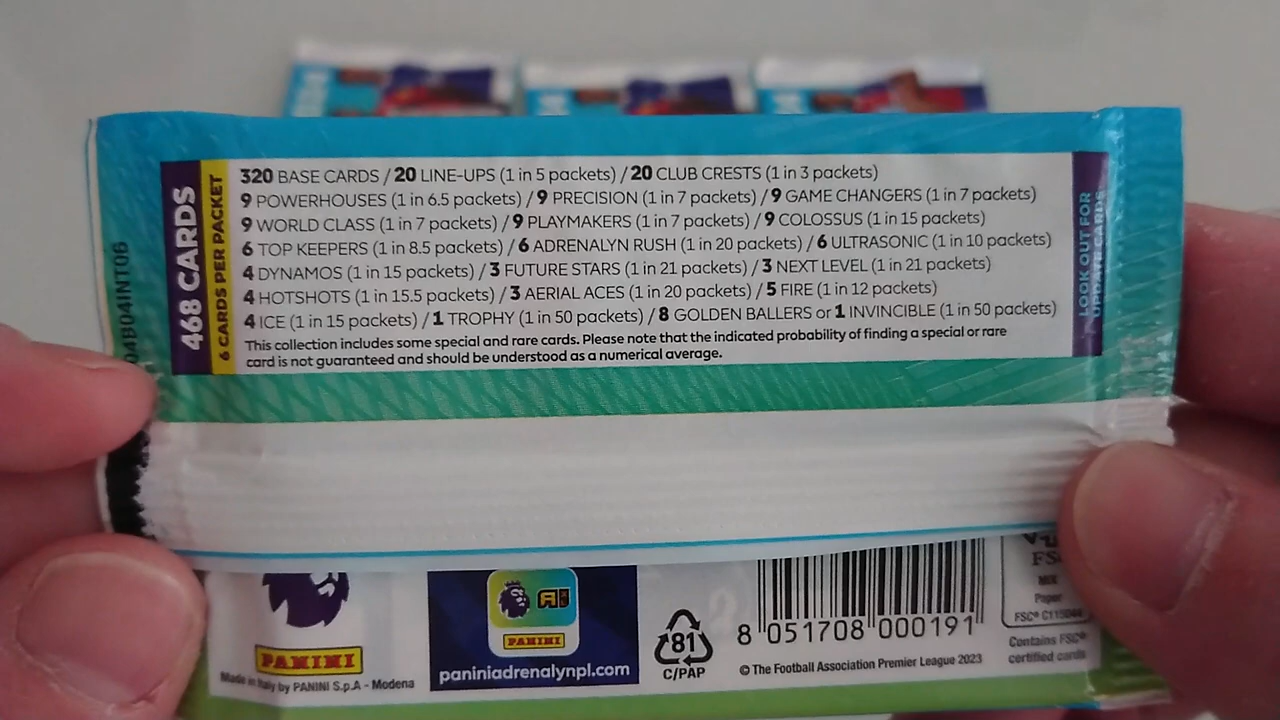 468 CARDS
6 CARDS PER PACKET
320 BASE CARDS / 20 LINE-UPS (1 in 5 packets) / 20 CLUB CRESTS (1 in 3 packets)
9 POWERHOUSES (1 in 6.5 packets) / 9 PRECISION (1 in 7 packets) / 9 GAME CHANGERS (1 in 7 packets)
9 WORLD CLASS (1 in 7 packets) / 9 PLAYMAKERS (1 in 7 packets) / 9 COLOSSUS (1 in 15 packets)
6 TOP KEEPERS (1 in 8.5 packets) / 6 ADRENALYN RUSH (1 in 20 packets) / 6 ULTRASONIC (1 in 10 packets)
4 DYNAMOS (1 in 15 packets) / 3 FUTURE STARS (1 in 21 packets) / 3 NEXT LEVEL (1 in 21 packets)
4 HOTSHOTS (1 in 15.5 packets) / 3 AERIAL ACES (1 in 20 packets) / 5 FIRE (1 in 12 packets)
4 ICE (1 in 15 packets) / 1 TROPHY (1 in 50 packets) / 8 GOLDEN BALLERS or 1 INVINCIBLE (1 in 50 packets)
This collection includes some special and rare cards. Please note that the indicated probability of finding a special or rare
card is not guaranteed and should be understood as a numerical average.
LOOK OUT FOR
UPDATE CARDS
04B04INT06
PANINI
Made in Italy by PANINI S.p.A - Modena
PANINI
paniniadrenalynpl.com
81
C/PAP
8 051708 000191
© The Football Association Premier League 2023
MIX
Paper
Contains FSC®
certified cards